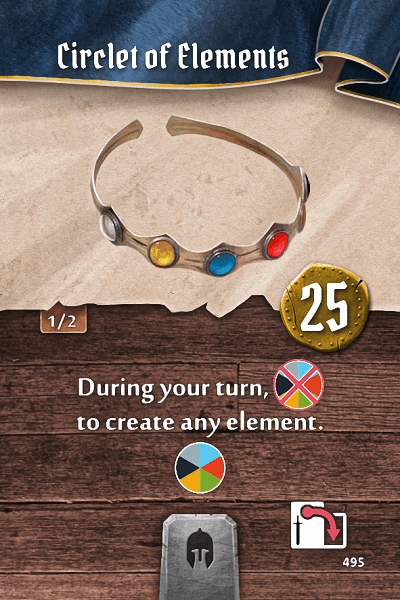 Circlet of Elements
1/2
25
During your turn,
to create any element.
495